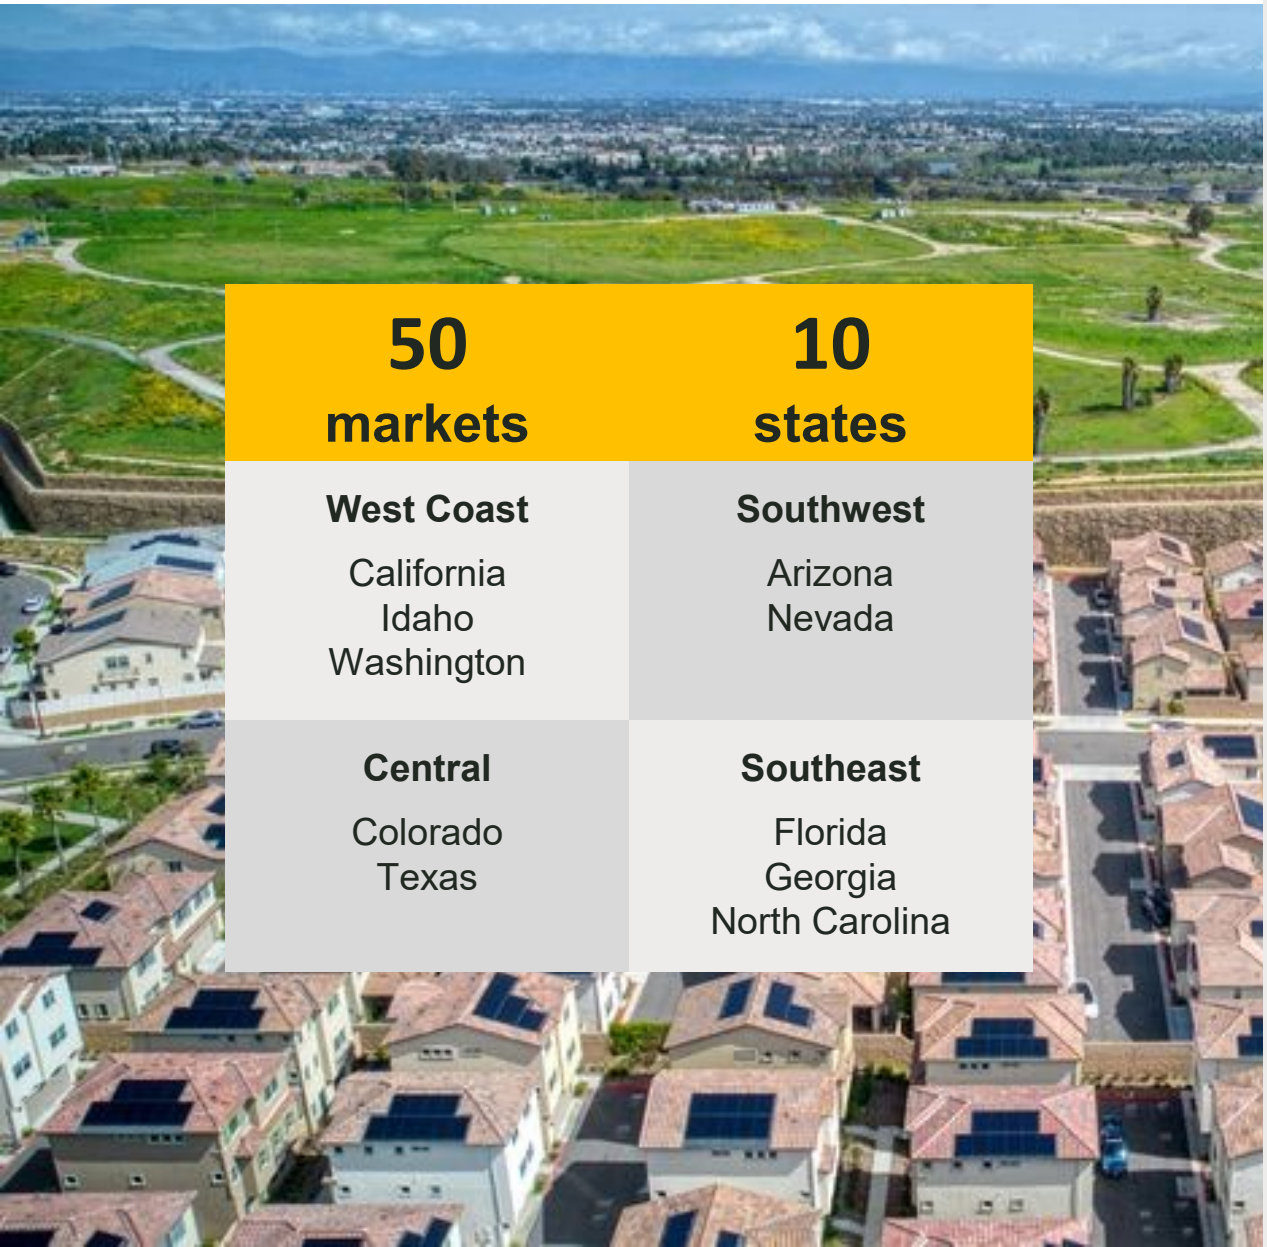 50
markets
10
states
West Coast
California
Idaho
Washington
Southwest
Arizona
Nevada
Central
Colorado
Texas
Southeast
Florida
Georgia
North Carolina